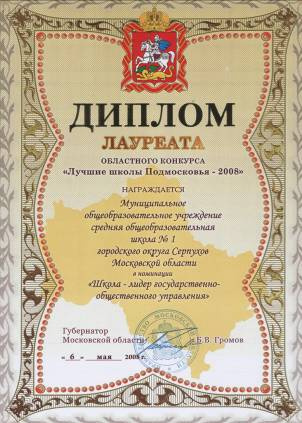 ДИПЛОМ
ЛАУРЕАТА
ОБЛАСТНОГО КОНКУРСА
«Лучшие школы Подмосковья - 2008»
НАГРАЖДАЕТСЯ
Муниципальное
общеобразовательное учреждение
средняя общеобразовательная
школа № 1
городского округа Серпухов
Московской области
в номинации
«Школа - лидер государственно-
общественного управления»
Губернатор
Московской области Б.В. Громов
« 6 » мая 2008 г.